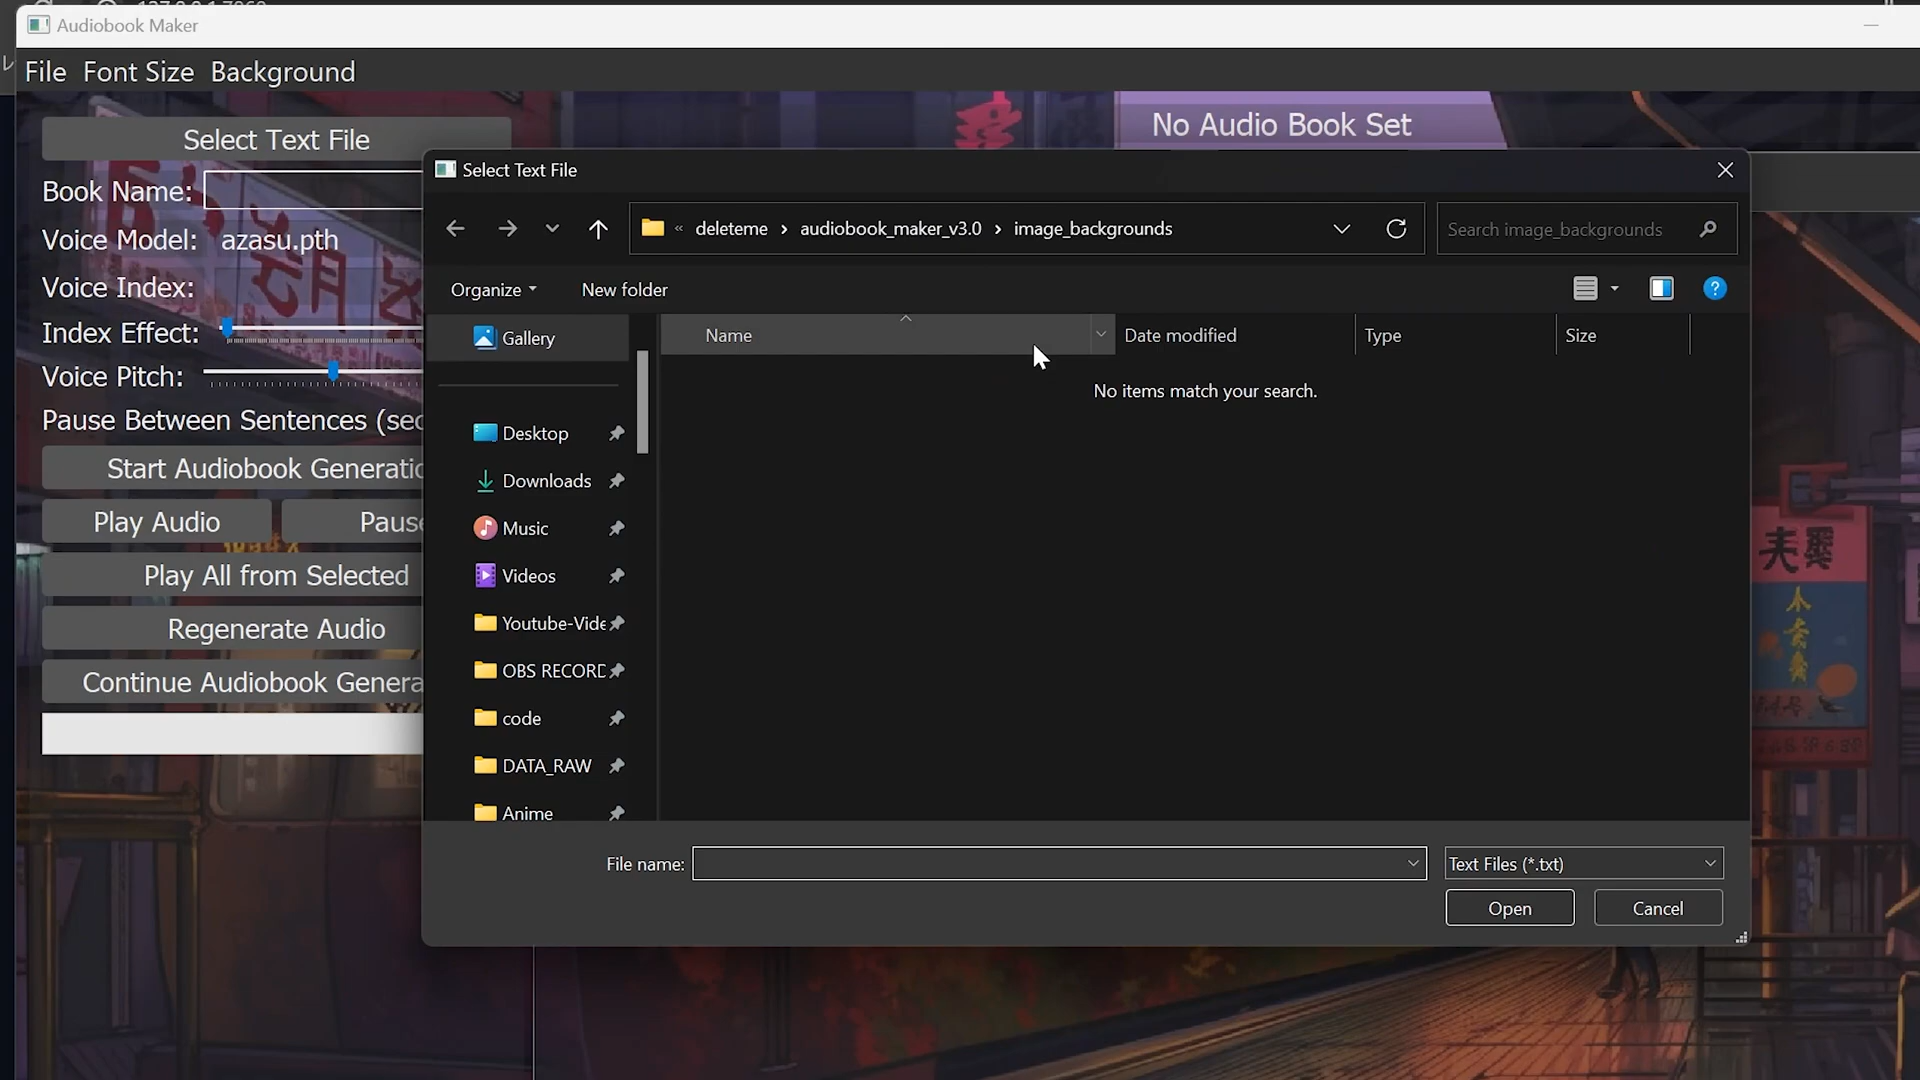 Audiobook Maker
File Font Size Background
Select Text File
No Audio Book Set
Book Name:
Voice Model: azasu.pth
Voice Index:
Index Effect:
Voice Pitch:
Pause Between Sentences (sec
Start Audiobook Generatio
Play Audio
Pause
Play All from Selected
Regenerate Audio
Continue Audiobook Genera
Select Text File
« deleteme › audiobook_maker_v3.0 › image_backgrounds
Search image_backgrounds
Organize
New folder
?
Gallery
Desktop
Downloads
Music
Videos
Youtube-Vide
OBS RECORD
code
DATA_RAW
Anime
Name
Date modified
Type
Size
No items match your search.
File name:
Text Files (*.txt)
Open
Cancel